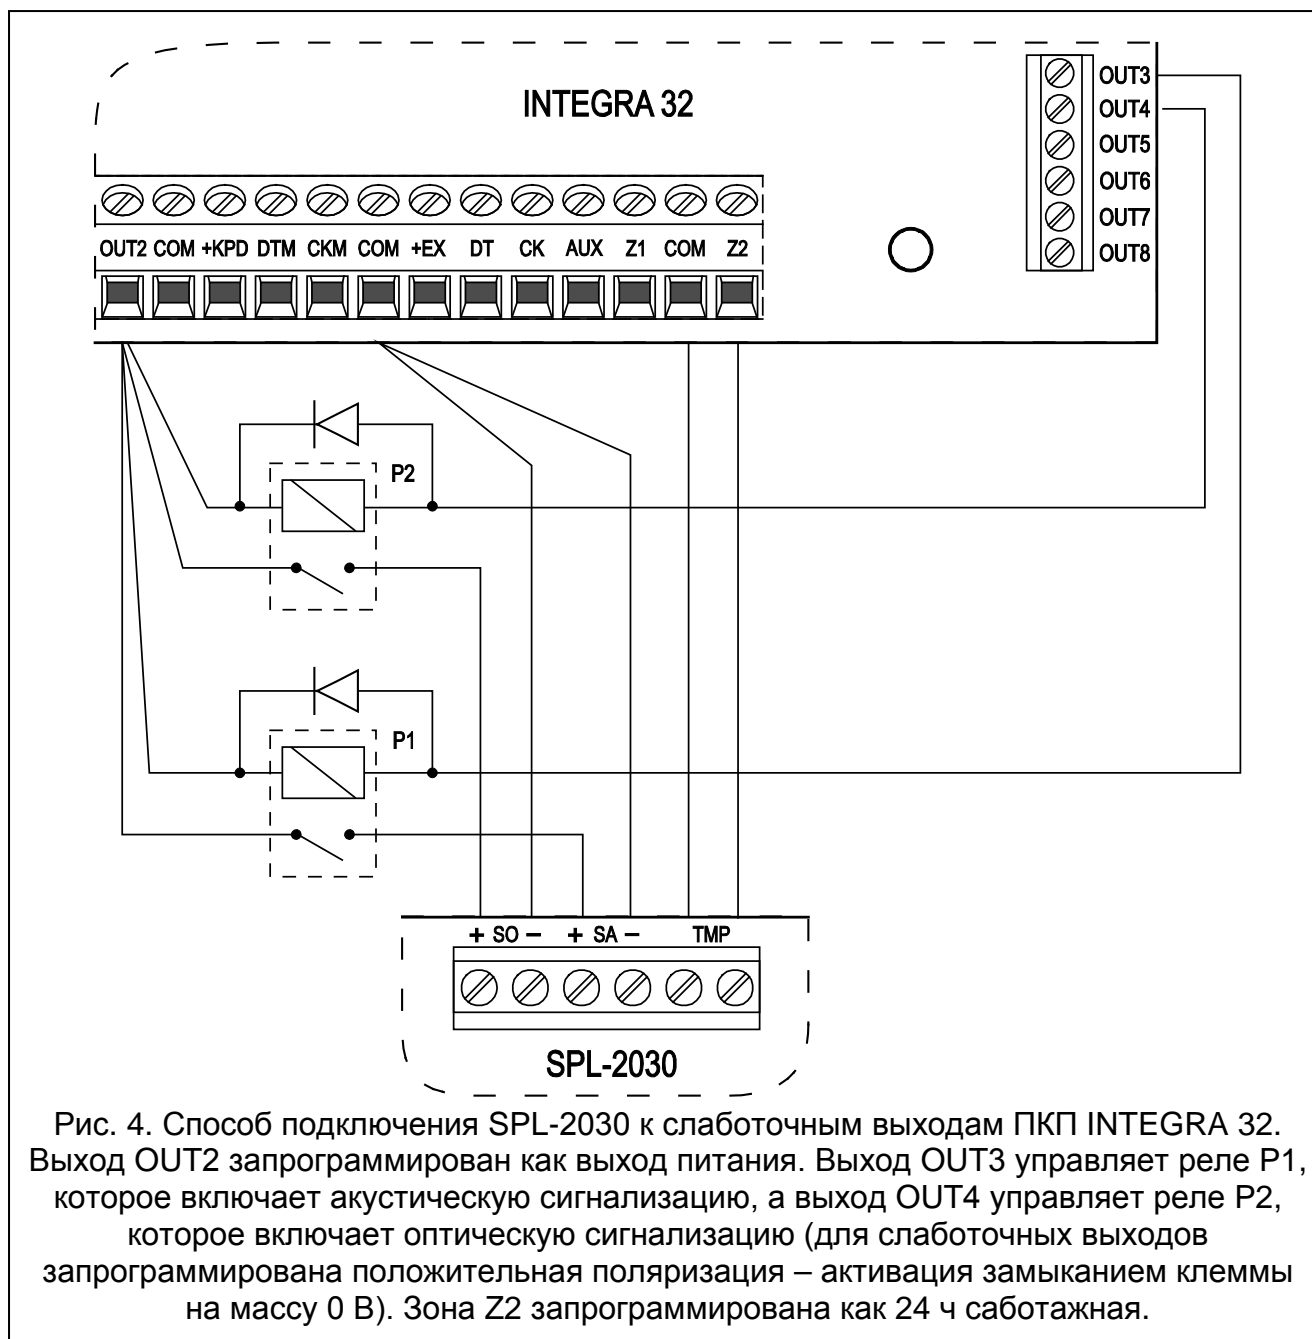 INTEGRA 32
OUT3
OUT4
OUT5
OUT6
OUT7
OUT8
OUT2 COM +KPD DTM CKM COM +EX DT CK AUX Z1 COM Z2
P2
P1
+ SO − + SA − TMP
SPL-2030
Рис. 4. Способ подключения SPL-2030 к слаботочным выходам ПКП INTEGRA 32.
Выход OUT2 запрограммирован как выход питания. Выход OUT3 управляет реле P1,
которое включает акустическую сигнализацию, а выход OUT4 управляет реле P2,
которое включает оптическую сигнализацию (для слаботочных выходов
запрограммирована положительная поляризация – активация замыканием клеммы
на массу 0 В). Зона Z2 запрограммирована как 24 ч саботажная.